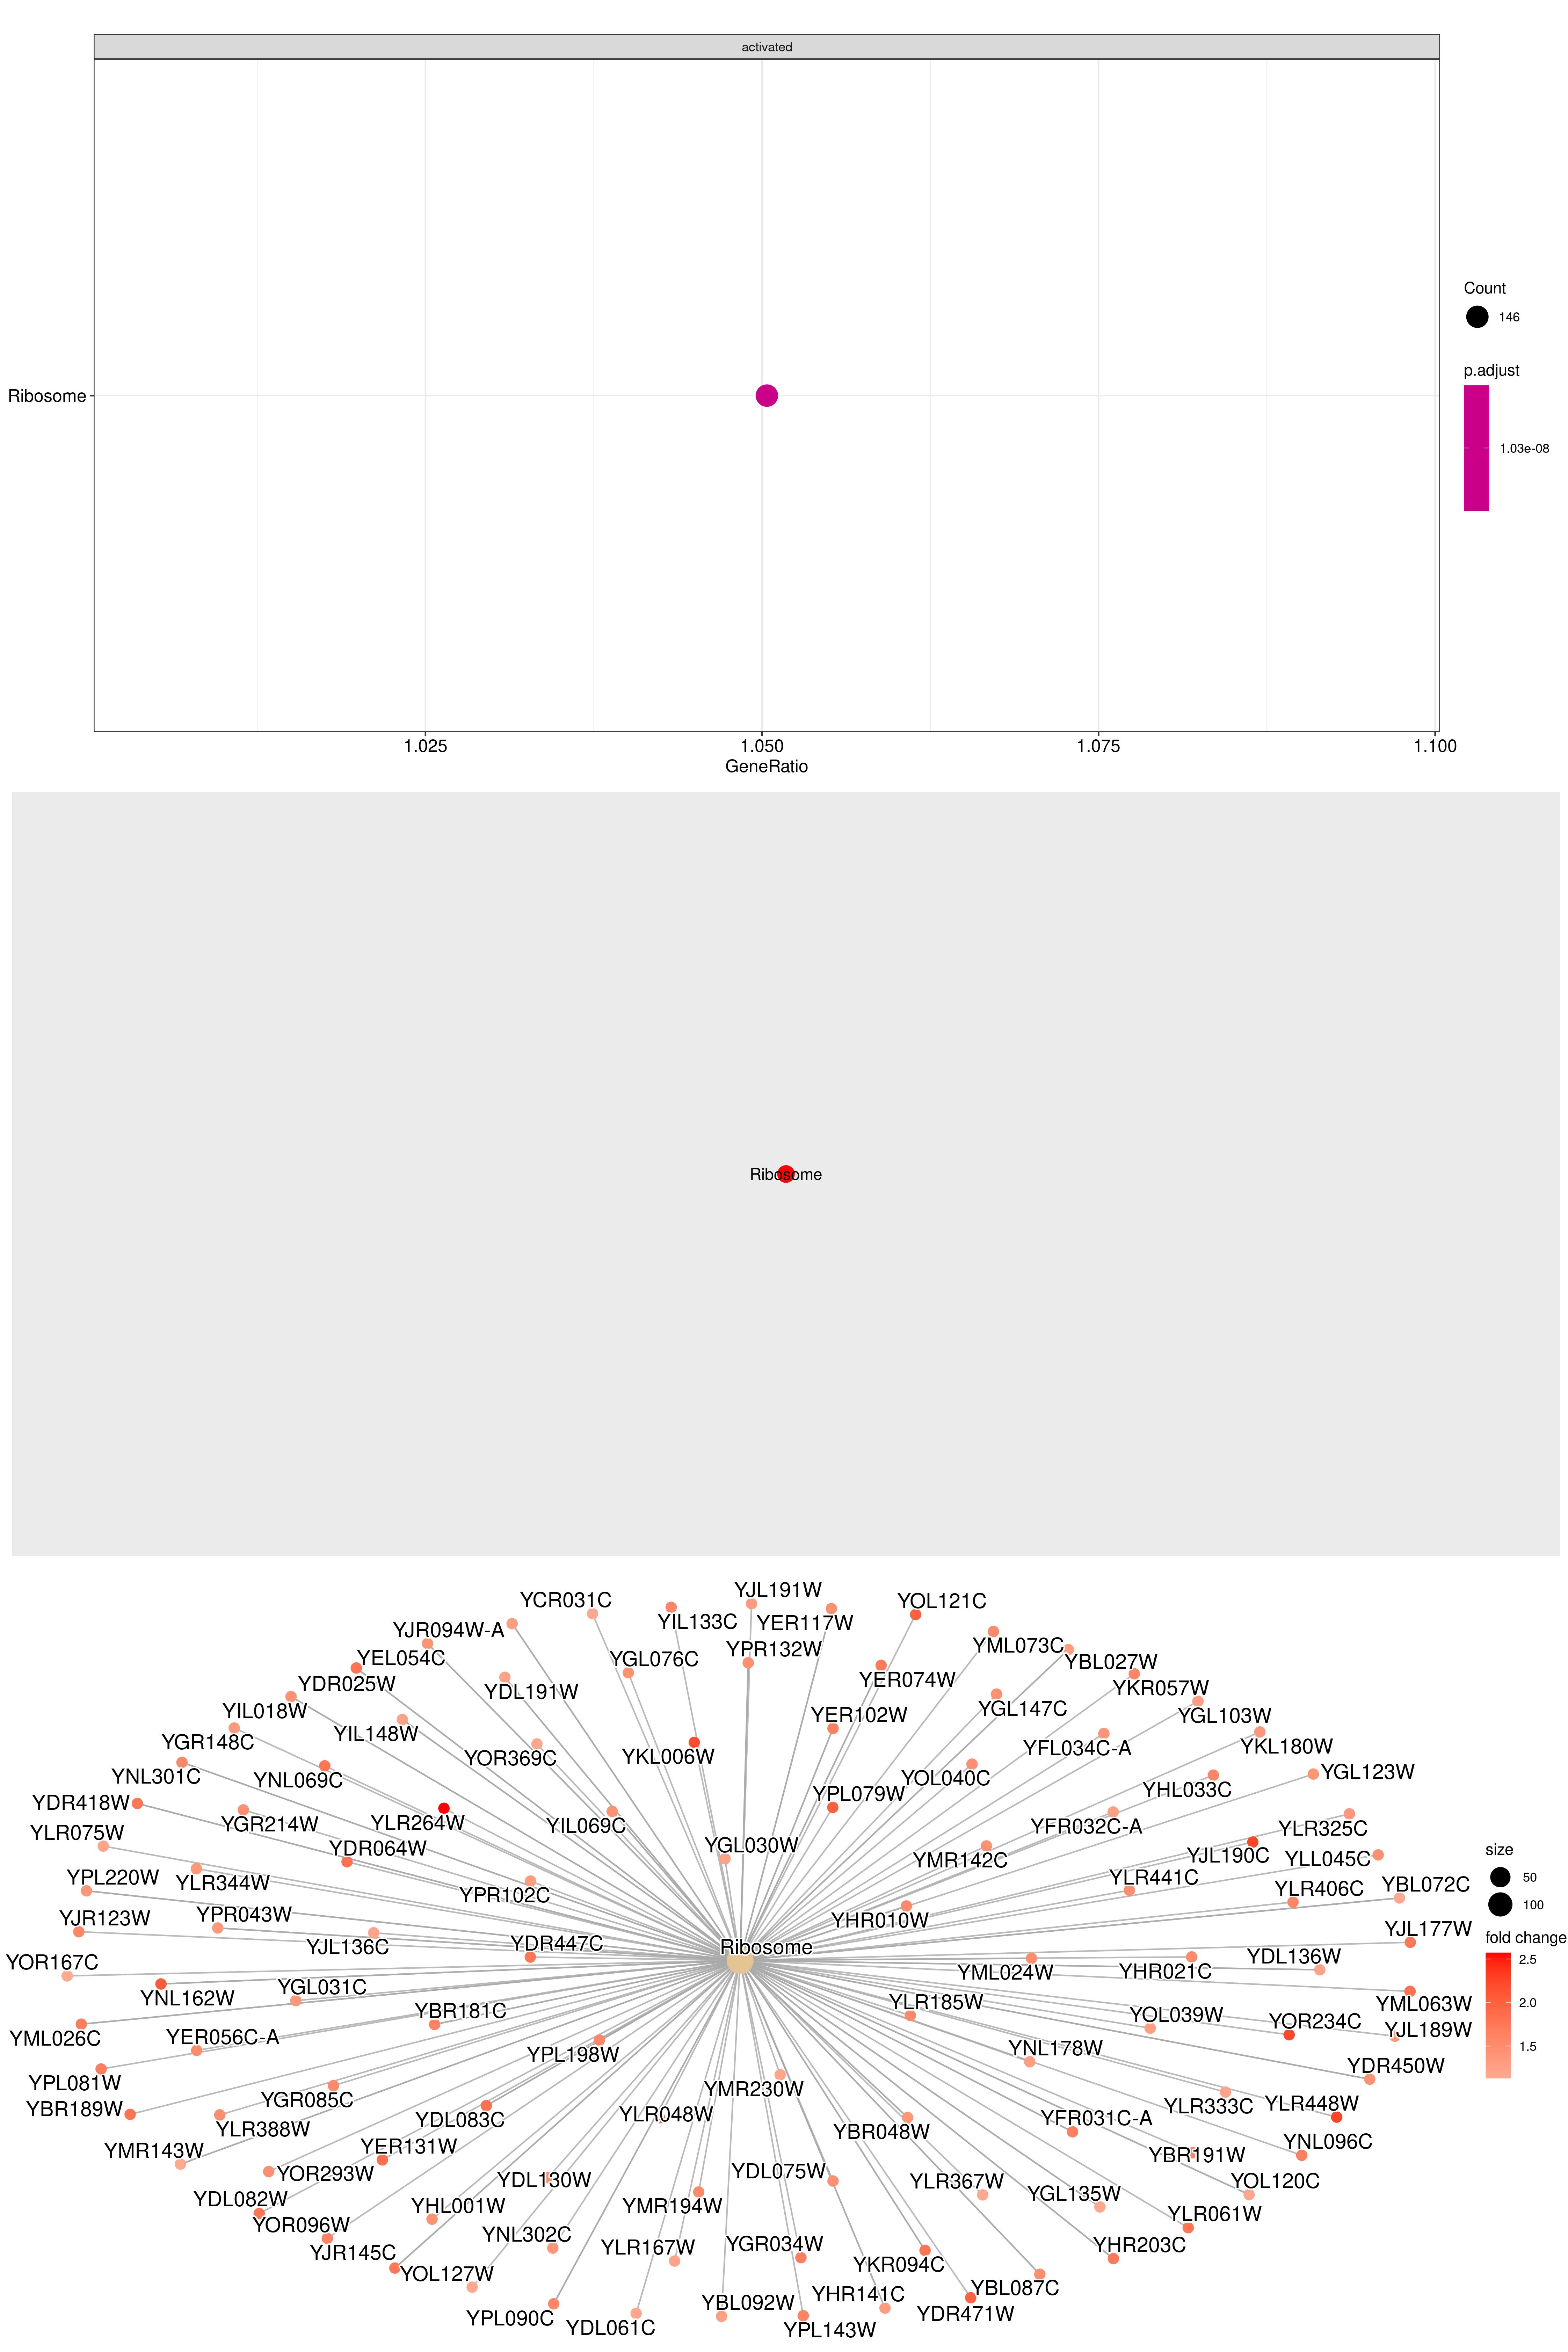 activated
Count
146
p.adjust
1.03e-08
Ribosome
1.025
1.050
1.075
1.100
GeneRatio
Ribosome
YJL191W
YCR031C
YOL121C
YIL133C
YER117W
YJR094W-A
YML073C
YPR132W
YEL054C
YGL076C
YBL027W
YER074W
YDR025W
YDL191W
YKR057W
YGL147C
YIL018W
YER102W
YGL103W
YIL148W
YGR148C
YKL180W
YFL034C-A
YKL006W
YOR369C
YGL123W
YNL301C
YNL069C
YOL040C
YHL033C
YPL079W
YDR418W
YLR264W
YGR214W
YIL069C
YFR032C-A
YLR325C
YLR075W
YGL030W
YDR064W
YJL190C
YMR142C
YLL045C
YPL220W
YLR344W
YLR441C
YBL072C
YLR406C
YPR102C
YJR123W
YPR043W
YHR010W
YJL177W
YDR447C
Ribosome
YJL136C
YDL136W
YOR167C
YML024W
YHR021C
YGL031C
YNL162W
YLR185W
YML063W
YBR181C
YOL039W
YOR234C
YJL189W
YML026C
YER056C-A
YNL178W
YPL198W
YDR450W
YPL081W
YMR230W
YGR085C
YLR333C
YLR448W
YBR189W
YLR048W
YDL083C
YFR031C-A
YLR388W
YBR048W
YNL096C
YER131W
YMR143W
YBR191W
YOR293W
YDL075W
YDL130W
YLR367W
YOL120C
YGL135W
YDL082W
YHL001W
YMR194W
YLR061W
YOR096W
YNL302C
YGR034W
YHR203C
YLR167W
YJR145C
YKR094C
YOL127W
YBL087C
YHR141C
YBL092W
YDR471W
YPL090C
YDL061C
YPL143W
size
50
100
fold change
2.5
2.0
1.5